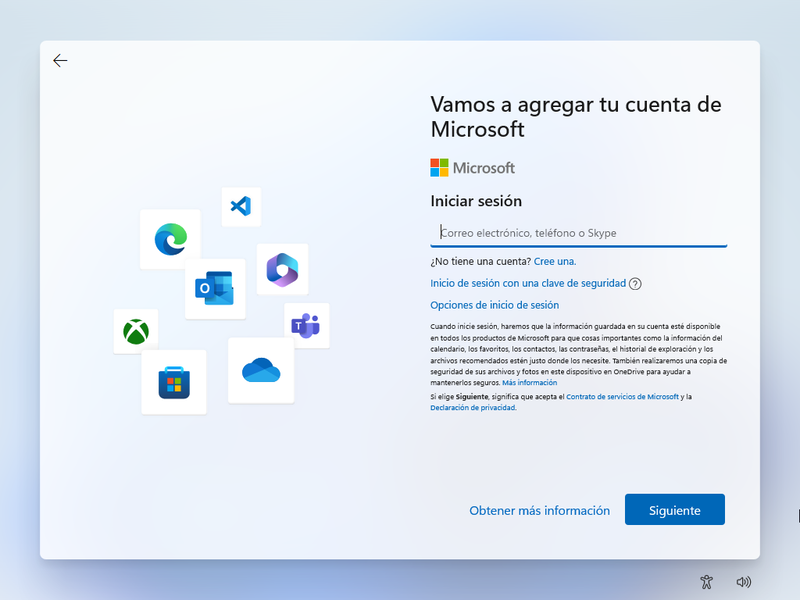 Vamos a agregar tu cuenta de
Microsoft
Microsoft
Iniciar sesión
Correo electrónico, teléfono o Skype
¿No tiene una cuenta? Cree una.
Inicio de sesión con una clave de seguridad ?
Opciones de inicio de sesión
Cuando inicie sesión, haremos que la información guardada en su cuenta esté disponible
en todos los productos de Microsoft para que cosas importantes como la información del
calendario, los favoritos, los contactos, las contraseñas, el historial de exploración y los
archivos recomendados estén justo donde los necesite. También realizaremos una copia de
seguridad de sus archivos y fotos en este dispositivo en OneDrive para ayudar a
mantenerlos seguros. Más información
Si elige Siguiente, significa que acepta el Contrato de servicios de Microsoft y la
Declaración de privacidad.
Obtener más información
Siguiente